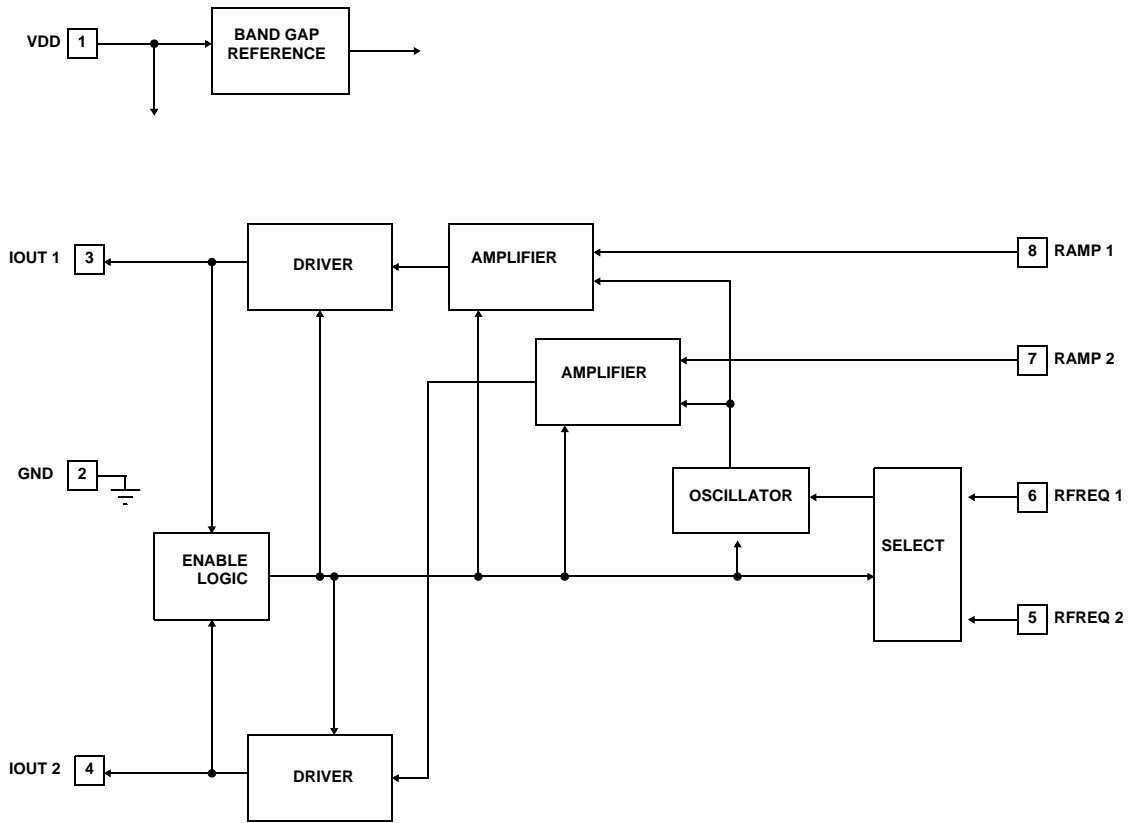 VDD 1
BAND GAP
REFERENCE
IOUT 1 3
DRIVER
AMPLIFIER
8 RAMP 1
AMPLIFIER
7 RAMP 2
GND 2
OSCILLATOR
6 RFREQ 1
SELECT
ENABLE
LOGIC
5 RFREQ 2
IOUT 2 4
DRIVER